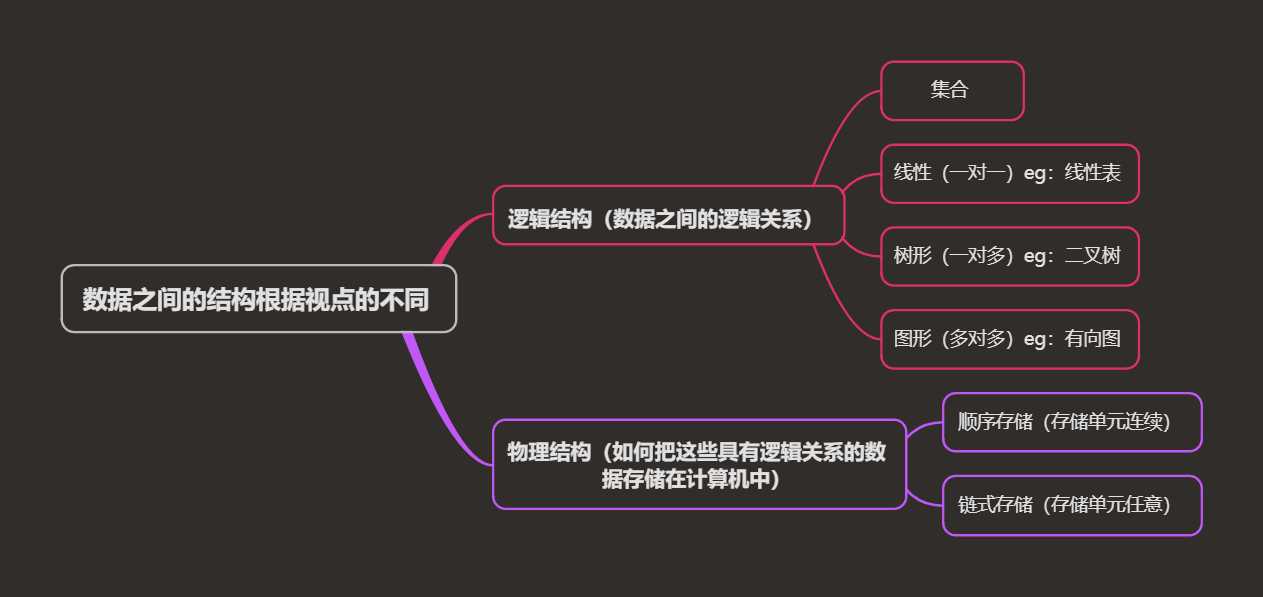 数据之间的结构根据视点的不同
逻辑结构（数据之间的逻辑关系）
集合
线性（一对一）eg：线性表
树形（一对多）eg：二叉树
图形（多对多）eg：有向图
物理结构（如何把这些具有逻辑关系的数
据存储在计算机中）
顺序存储（存储单元连续）
链式存储（存储单元任意）